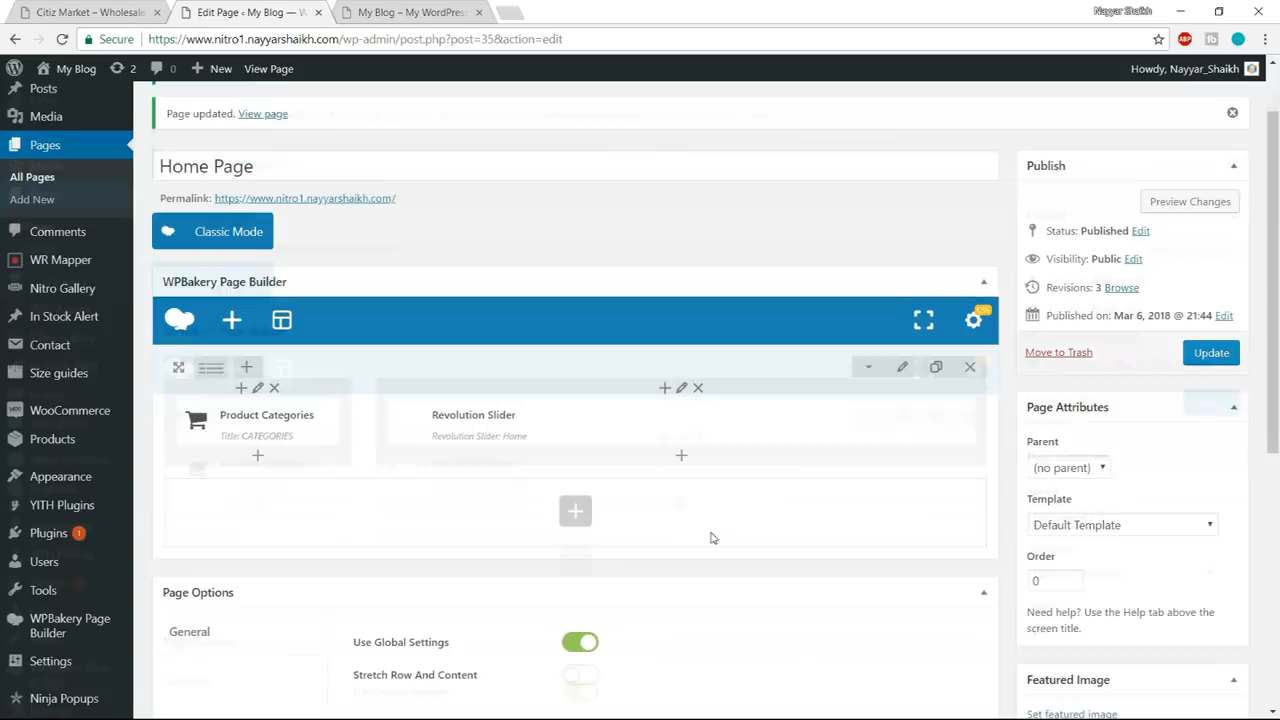 Citiz Market – Wholesale
Edit Page ‹ My Blog — W
My Blog – My WordPress
Nayyar Shaikh
Secure
https://www.nitro1.nayyarshaikh.com/wp-admin/post.php?post=35&action=edit
ABP
fb
My Blog
2
0
New
View Page
Howdy, Nayyar_Shaikh
Posts
Media
Pages
All Pages
Add New
Comments
WR Mapper
Nitro Gallery
In Stock Alert
Contact
Size guides
WooCommerce
Products
Appearance
YITH Plugins
Plugins 1
Users
Tools
WPBakery Page
Builder
Settings
Ninja Popups
Page updated. View page
Home Page
Permalink: https://www.nitro1.nayyarshaikh.com/
Classic Mode
WPBakery Page Builder
CSS
Product Categories
Title: CATEGORIES
Revolution Slider
Revolution Slider: Home
Page Options
General
Use Global Settings
Stretch Row And Content
Publish
Preview Changes
Status: Published Edit
Visibility: Public Edit
Revisions: 3 Browse
Published on: Mar 6, 2018 @ 21:44 Edit
Move to Trash
Update
Page Attributes
Parent
(no parent)
Template
Default Template
Order
0
Need help? Use the Help tab above the
screen title.
Featured Image
Set featured image